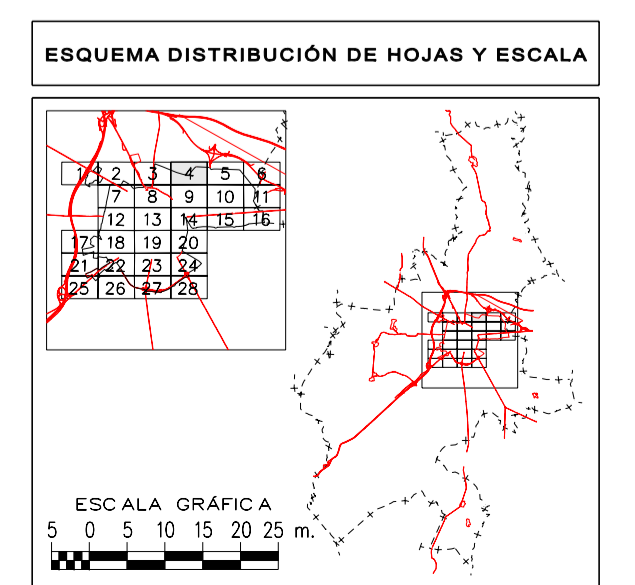 ESQUEMA DISTRIBUCIÓN DE HOJAS Y ESCALA
1 2 3 4 5 6
7 8 9 10 11
12 13 14 15 16
17 18 19 20
21 22 23 24
25 26 27 28
ESCALA GRÁFICA
5 0 5 10 15 20 25 m.